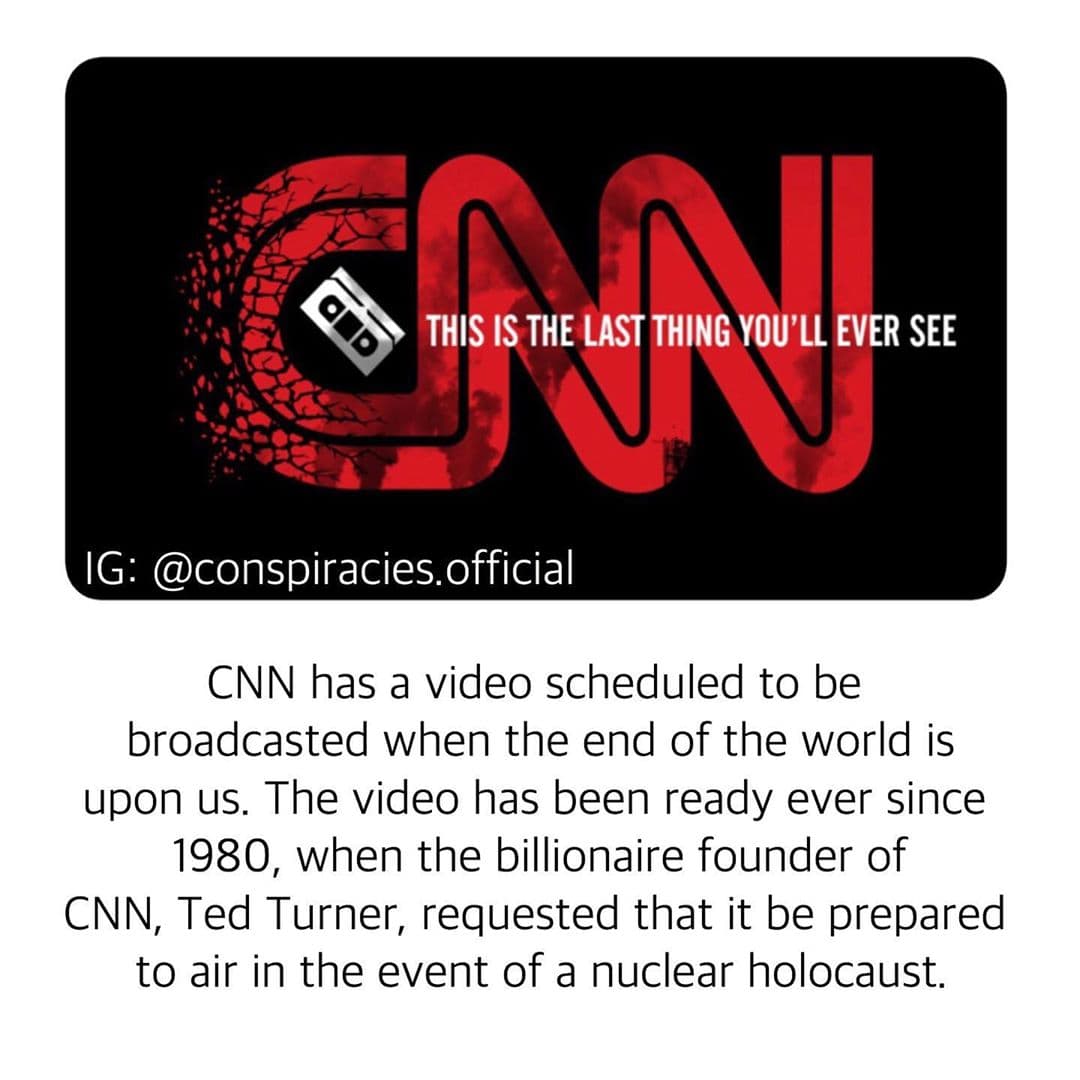 CNN
THIS IS THE LAST THING YOU'LL EVER SEE
IG: @conspiracies.official
CNN has a video scheduled to be
broadcasted when the end of the world is
upon us. The video has been ready ever since
1980, when the billionaire founder of
CNN, Ted Turner, requested that it be prepared
to air in the event of a nuclear holocaust.